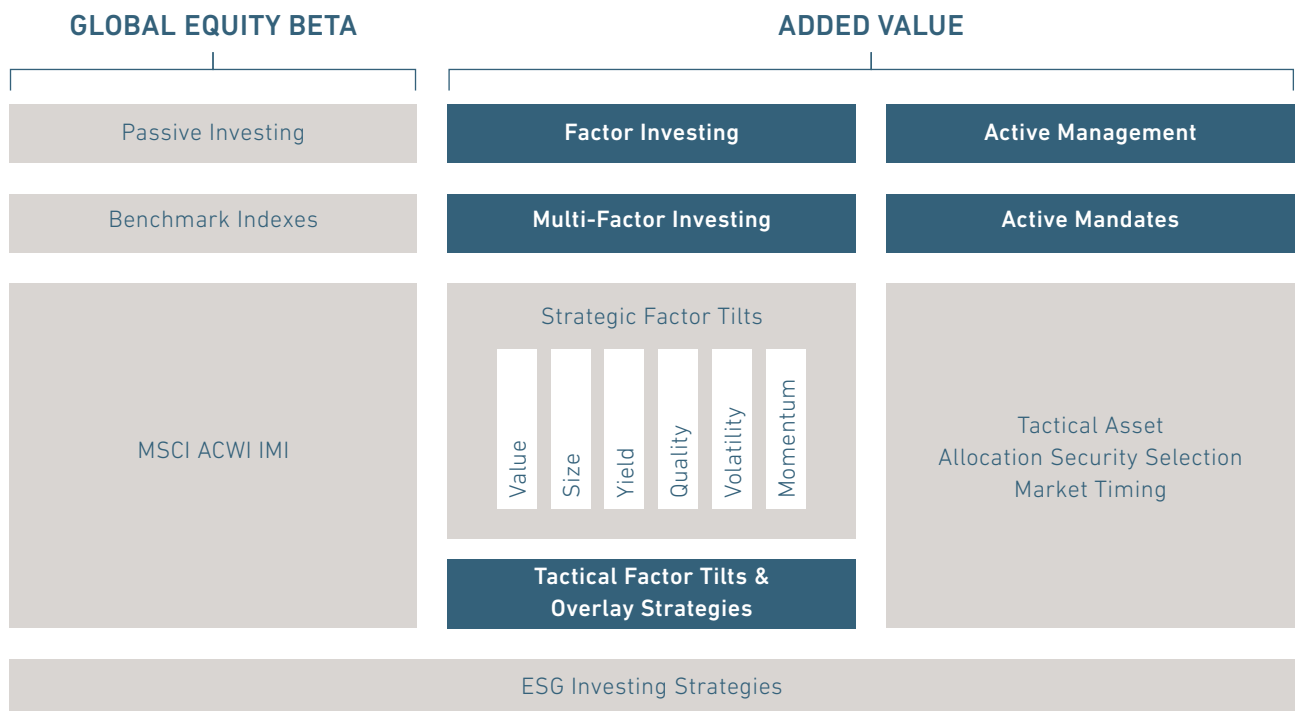 GLOBAL EQUITY BETA
ADDED VALUE
Passive Investing
Factor Investing
Active Management
Benchmark Indexes
Multi-Factor Investing
Active Mandates
MSCI ACWI IMI
Strategic Factor Tilts
Value
Size
Yield
Quality
Volatility
Momentum
Tactical Factor Tilts &
Overlay Strategies
Tactical Asset
Allocation Security Selection
Market Timing
ESG Investing Strategies